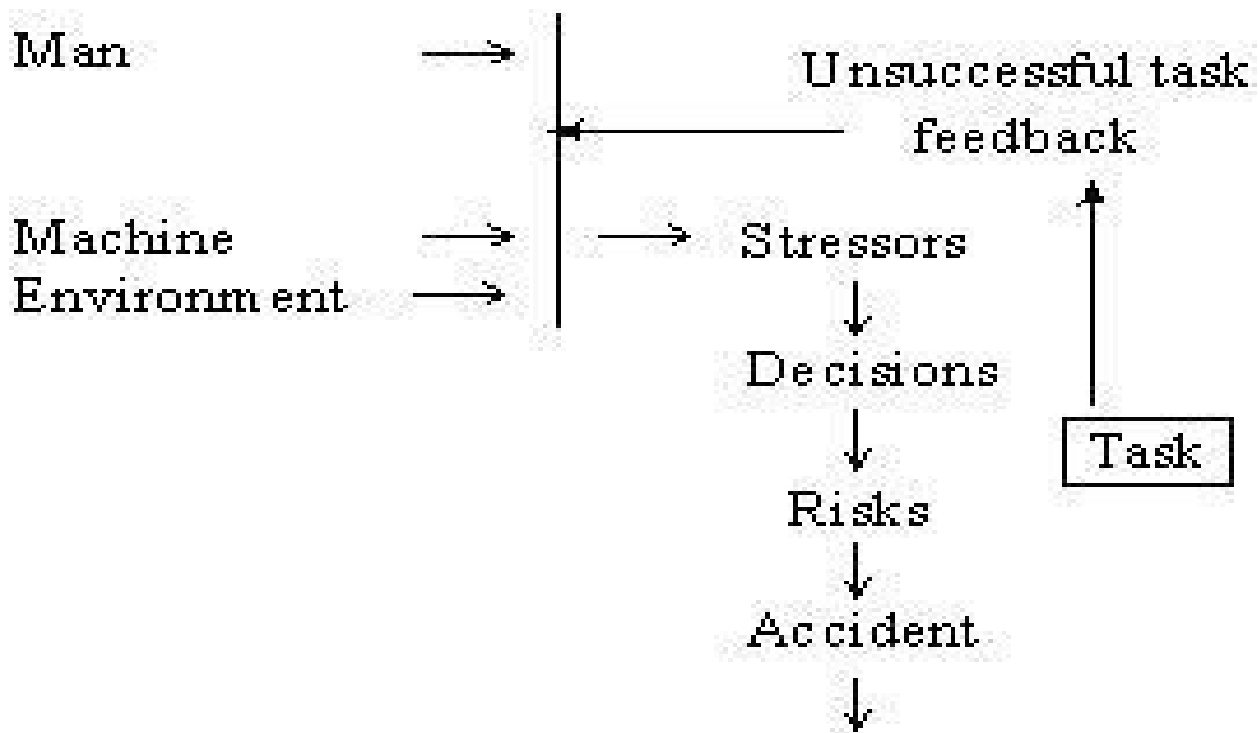 Man
Unsuccessful task
feedback
Machine
Stressors
Environment
Decisions
Task
Risks
Accident